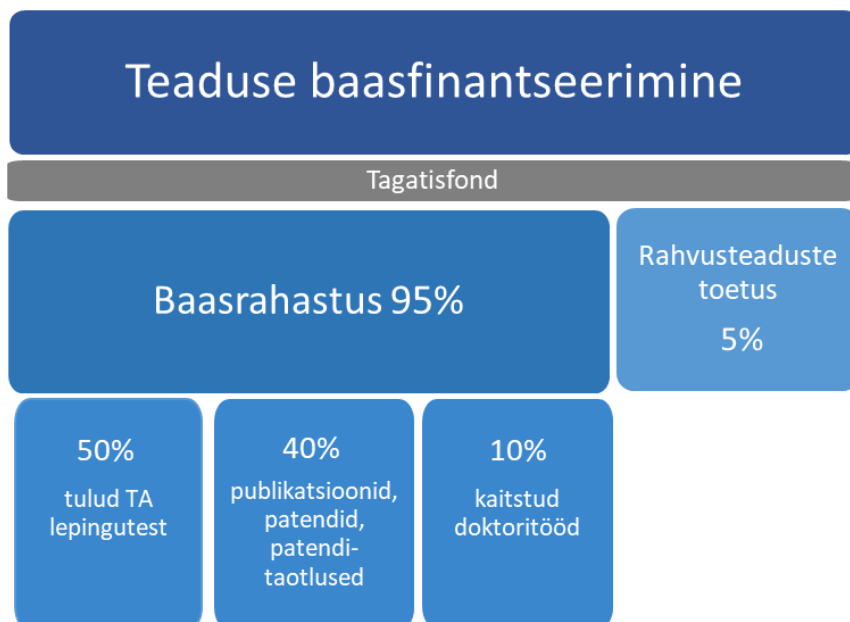 Teaduse baasfinantseerimine
Tagatisfond
Baasrahastus 95%
Rahvusteaduste
toetus
5%
50%
tulud TA
lepingutest
40%
publikatsioonid,
patendid,
patendi-
taotlused
10%
kaitstud
doktoritööd